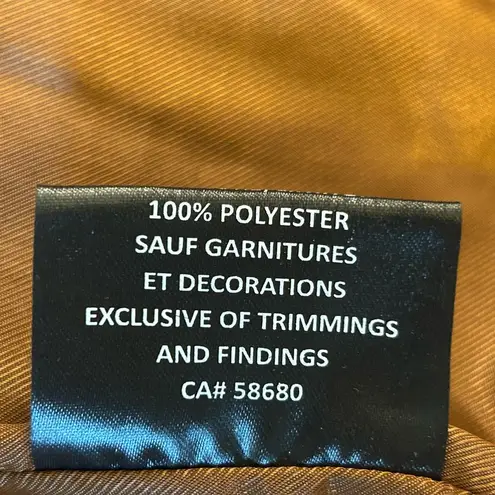 100% POLYESTER
SAUF GARNITURES
ET DECORATIONS
EXCLUSIVE OF TRIMMINGS
AND FINDINGS
CA# 58680